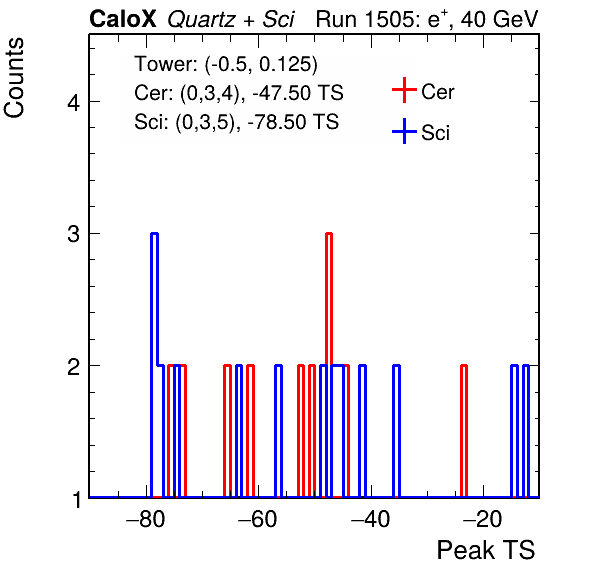 CaloX Quartz + Sci Run 1505: e⁺, 40 GeV
Counts
Tower: (-0.5, 0.125)
Cer: (0,3,4), -47.50 TS
Sci: (0,3,5), -78.50 TS
Cer
Sci
4
3
2
1
−80 −60 −40 −20
Peak TS